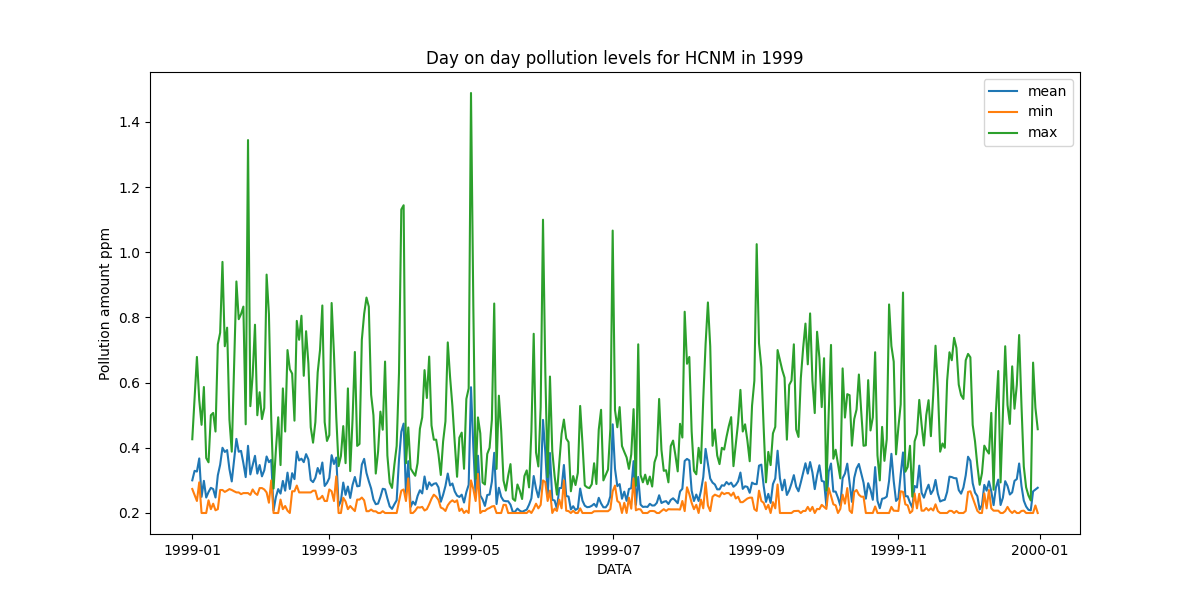 Day on day pollution levels for HCNM in 1999
mean
min
max
Pollution amount ppm
1.4
1.2
1.0
0.8
0.6
0.4
0.2
1999-01
1999-03
1999-05
1999-07
1999-09
1999-11
2000-01
DATA